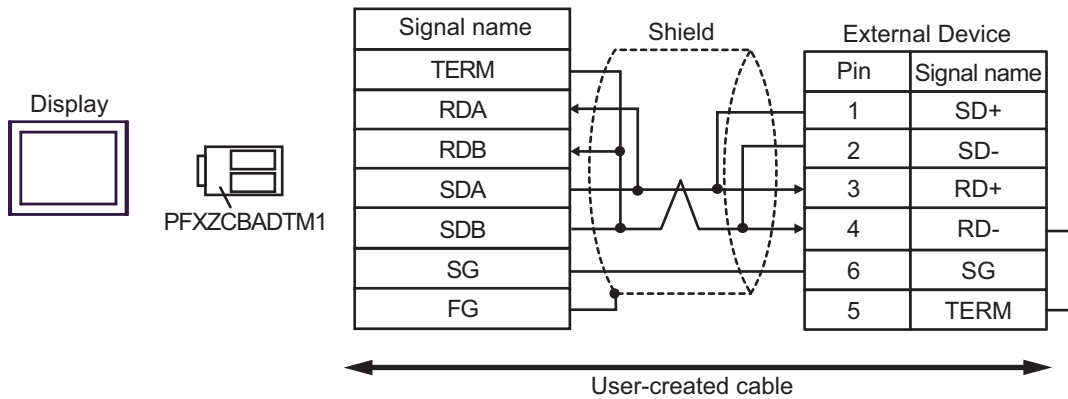 Display
PFXZCBADTM1
Signal name
TERM
RDA
RDB
SDA
SDB
SG
FG
Shield
External Device
Pin Signal name
1 SD+
2 SD-
3 RD+
4 RD-
6 SG
5 TERM
User-created cable